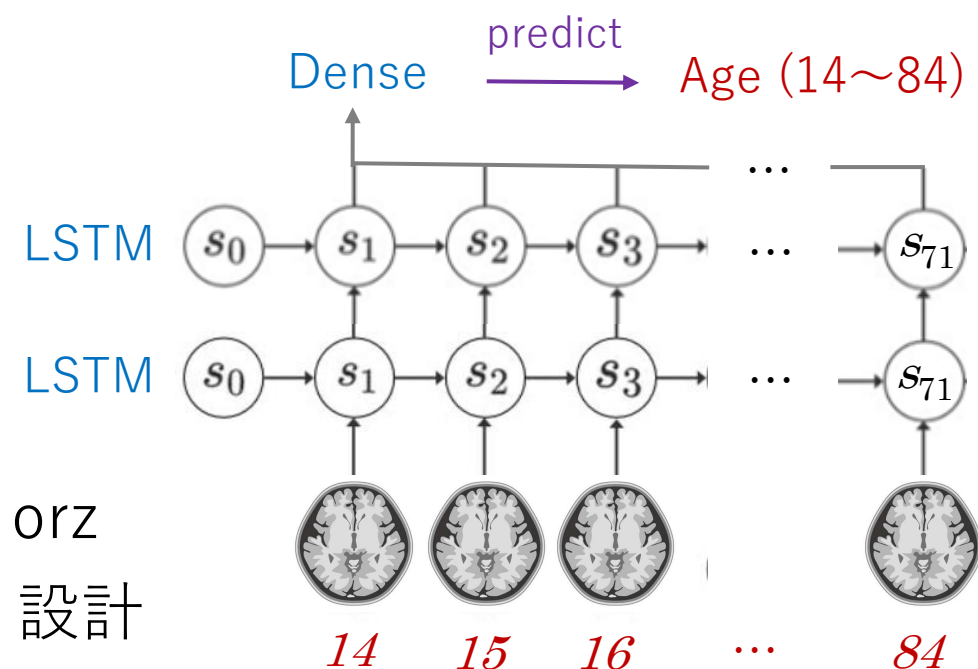 predict
Dense Age (14～84)
...
LSTM s0 s1 s2 s3 ... s71
LSTM s0 s1 s2 s3 ... s71
orz
設計
14 15 16 ... 84